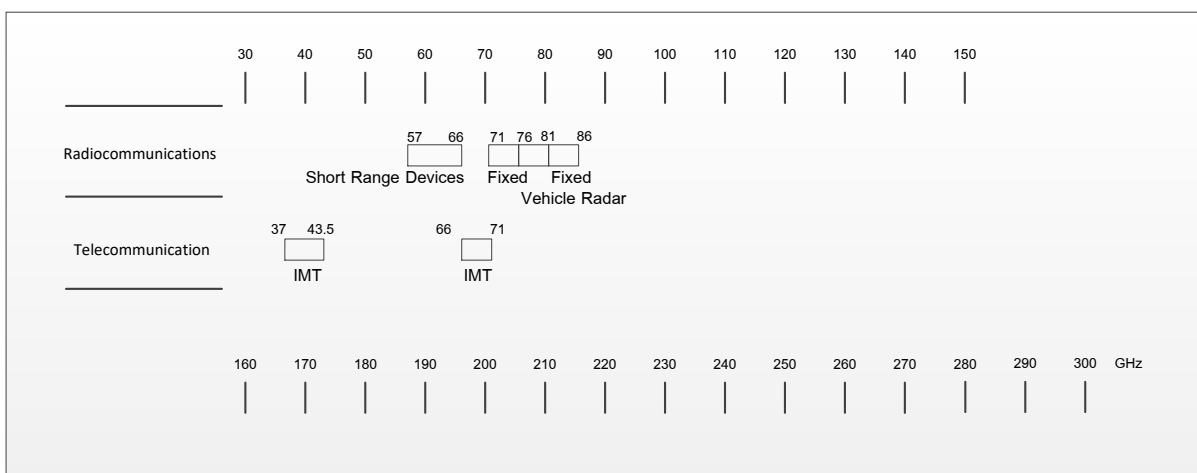 30 40 50 60 70 80 90 100 110 120 130 140 150
57 66 71 76 81 86
Radiocommunications
Short Range Devices Fixed Fixed
Vehicle Radar
37 43.5 66 71
Telecommunication
IMT IMT
160 170 180 190 200 210 220 230 240 250 260 270 280 290 300 GHz